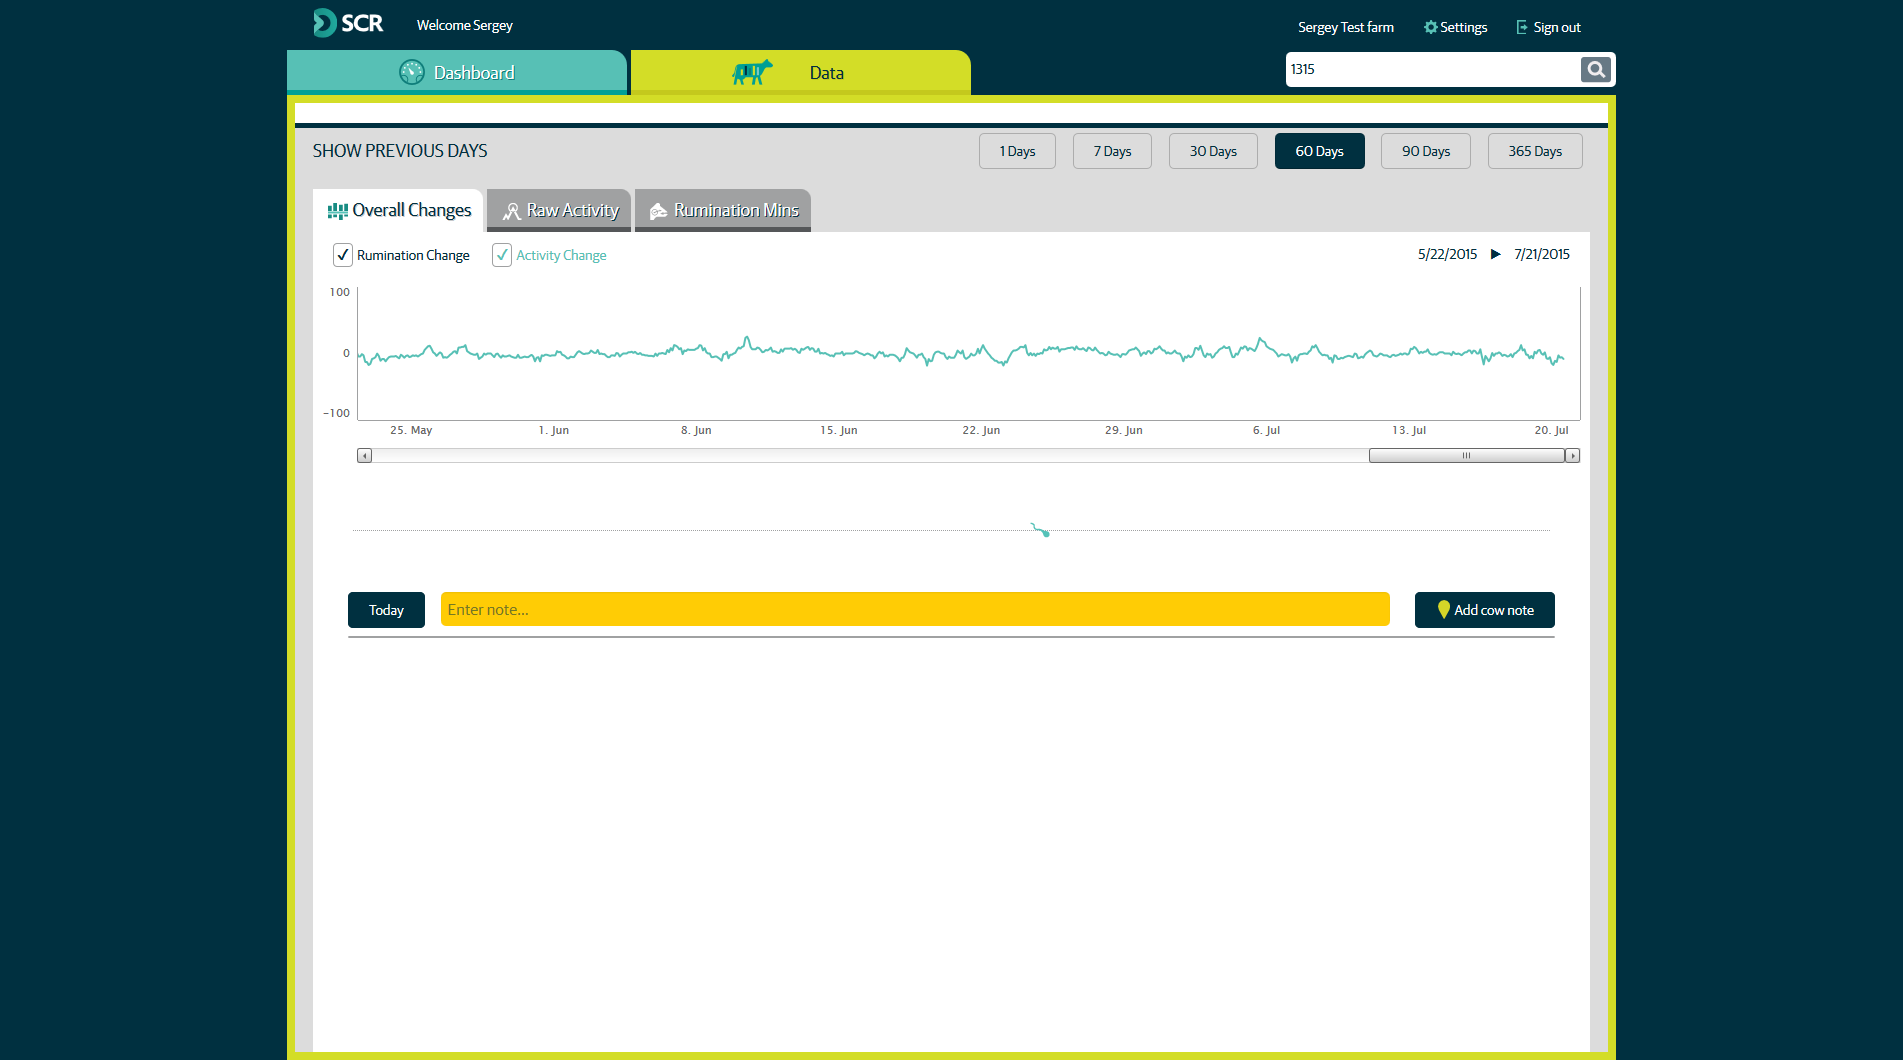 SCR Welcome Sergey Sergey Test farm Settings Sign out
Dashboard Data 1315
SHOW PREVIOUS DAYS 1 Days 7 Days 30 Days 60 Days 90 Days 365 Days
Overall Changes Raw Activity Rumination Mins
Rumination Change Activity Change 5/22/2015 7/21/2015
100
0
-100
25. May 1. Jun 8. Jun 15. Jun 22. Jun 29. Jun 6. Jul 13. Jul 20. Jul
Today Enter note... Add cow note